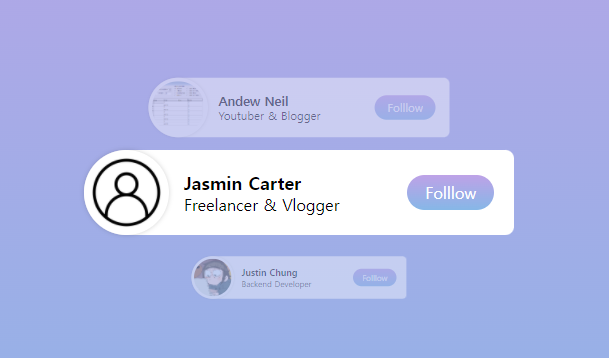 Andew Neil
Youtuber & Blogger
Folllow
Jasmin Carter
Freelancer & Vlogger
Folllow
Justin Chung
Backend Developer
Folllow